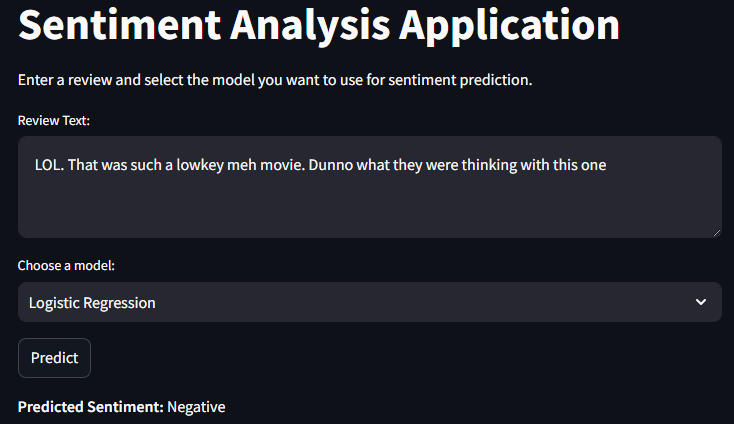 Sentiment Analysis Application
Enter a review and select the model you want to use for sentiment prediction.
Review Text:
LOL. That was such a lowkey meh movie. Dunno what they were thinking with this one
Choose a model:
Logistic Regression
Predict
Predicted Sentiment: Negative